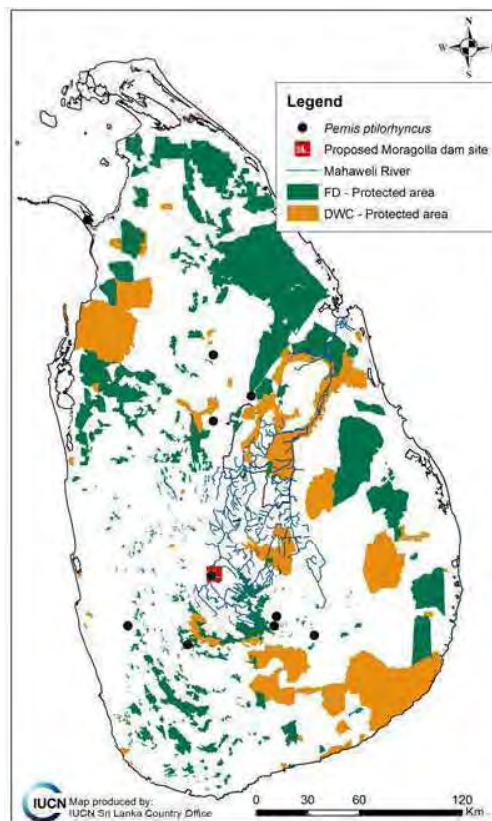 N
W
S
Legend
Pernis ptilorhyncus
Proposed Moragolla dam site
Mahaweli River
FD - Protected area
DWC - Protected area
IUCN
Map produced by:
IUCN Sri Lanka Country Office
0 30 60 120
Km